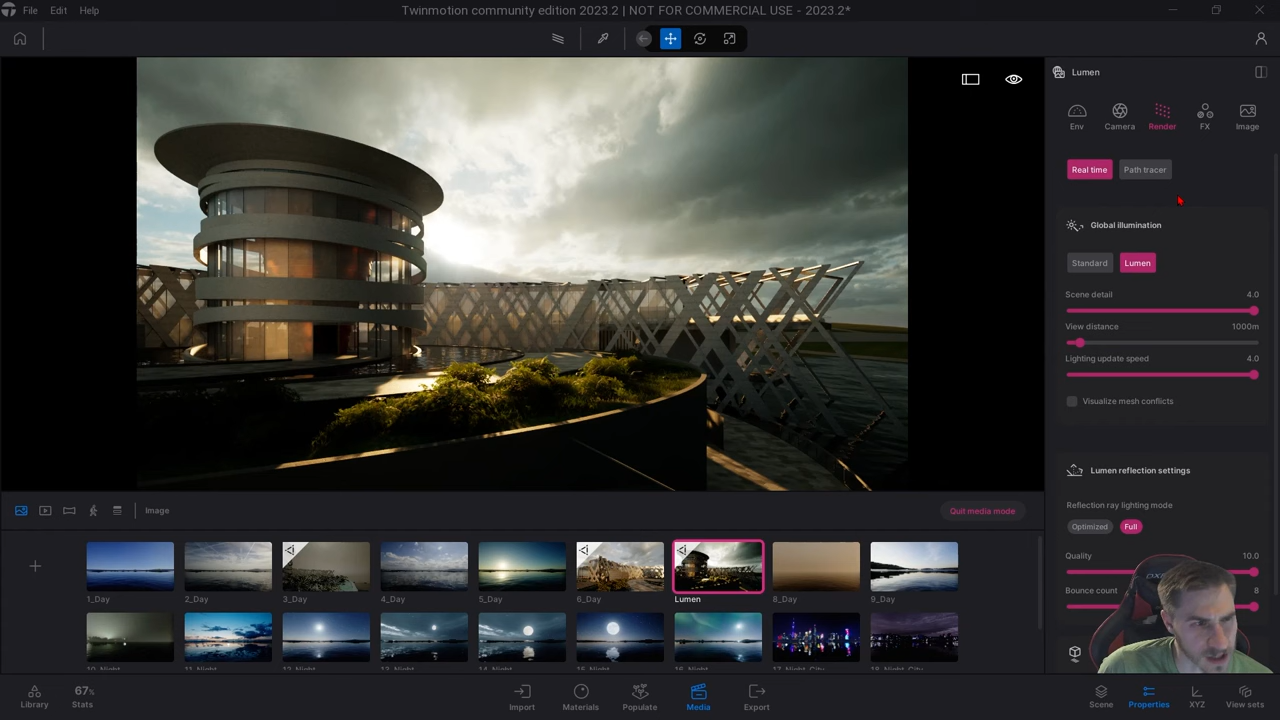 File Edit Help
Twinmotion community edition 2023.2 | NOT FOR COMMERCIAL USE - 2023.2*
Lumen
Env Camera Render FX Image
Real time Path tracer
Global illumination
Standard Lumen
Scene detail 4.0
View distance 1000m
Lighting update speed 4.0
Visualize mesh conflicts
Lumen reflection settings
Reflection ray lighting mode
Optimized Full
Quality 10.0
Bounce count 8
Image
Quit media mode
1_Day 2_Day 3_Day 4_Day 5_Day 6_Day Lumen 8_Day 9_Day
Library
67%
Stats
Import Materials Populate Media Export
Scene Properties XYZ View sets